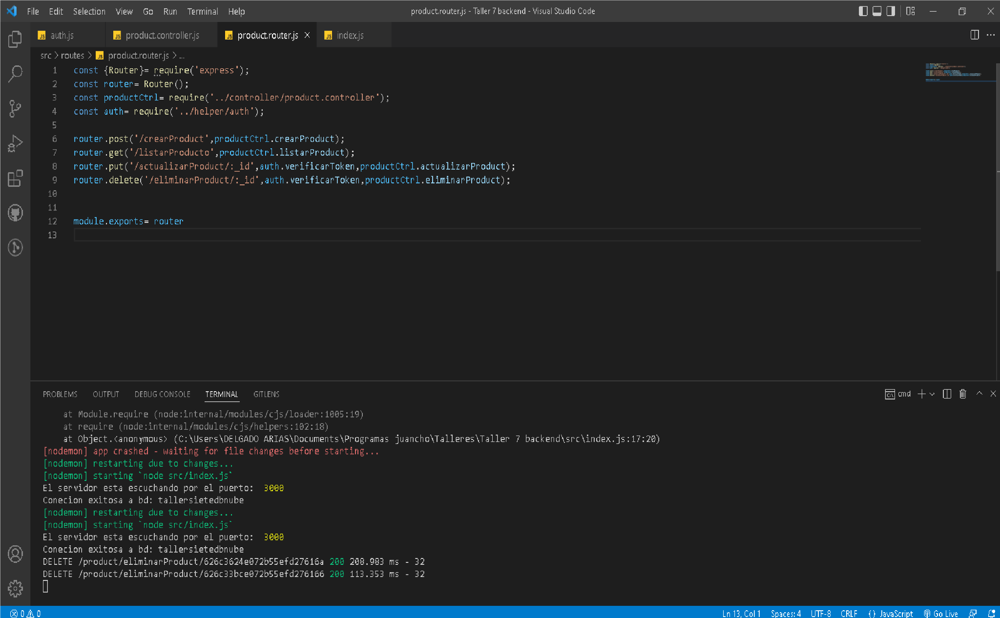 File Edit Selection View Go Run Terminal Help product.router.js - Taller 7 backend - Visual Studio Code
JS auth.js JS product.controller.js JS product.router.js JS index.js
src > routes > JS product.router.js > ...
1 const {Router}= require('express');
2 const router= Router();
3 const productCtrl= require('../controller/product.controller');
4 const auth= require('../helper/auth');
5
6 router.post('/crearProduct',productCtrl.crearProduct);
7 router.get('/listarProducto',productCtrl.listarProduct);
8 router.put('/actualizarProduct/:_id',auth.verificarToken,productCtrl.actualizarProduct);
9 router.delete('/eliminarProduct/:_id',auth.verificarToken,productCtrl.eliminarProduct);
10
11
12 module.exports= router
13
PROBLEMS OUTPUT DEBUG CONSOLE TERMINAL GITLENS cmd
at Module.require (node:internal/modules/cjs/loader:1005:19)
at require (node:internal/modules/cjs/helpers:102:18)
at Object.<anonymous> (C:\Users\DELGADO ARIAS\Documents\Programas juancho\Talleres\Taller 7 backend\src\index.js:17:20)
[nodemon] app crashed - waiting for file changes before starting...
[nodemon] restarting due to changes...
[nodemon] starting `node src/index.js`
El servidor esta escuchando por el puerto: 3000
Conecion exitosa a bd: tallersietedbnube
[nodemon] restarting due to changes...
[nodemon] starting `node src/index.js`
El servidor esta escuchando por el puerto: 3000
Conecion exitosa a bd: tallersietedbnube
DELETE /product/eliminarProduct/626c3624e072b55efd27616a 200 208.983 ms - 32
DELETE /product/eliminarProduct/626c33bce072b55efd276166 200 113.353 ms - 32
0 0 Ln 13, Col 1 Spaces: 4 UTF-8 CRLF {} JavaScript Go Live